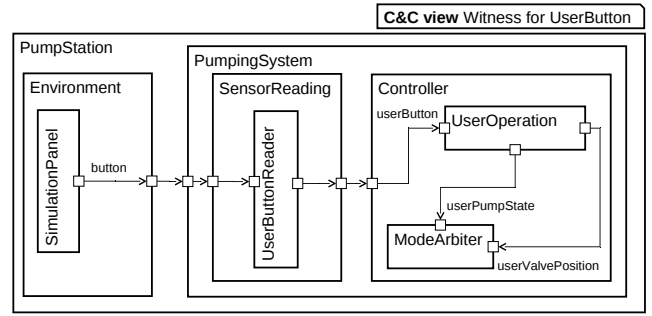 C&C view Witness for UserButton
PumpStation
PumpingSystem
Environment
SensorReading
Controller
SimulationPanel
button
UserButtonReader
userButton
UserOperation
userPumpState
ModeArbiter
userValvePosition